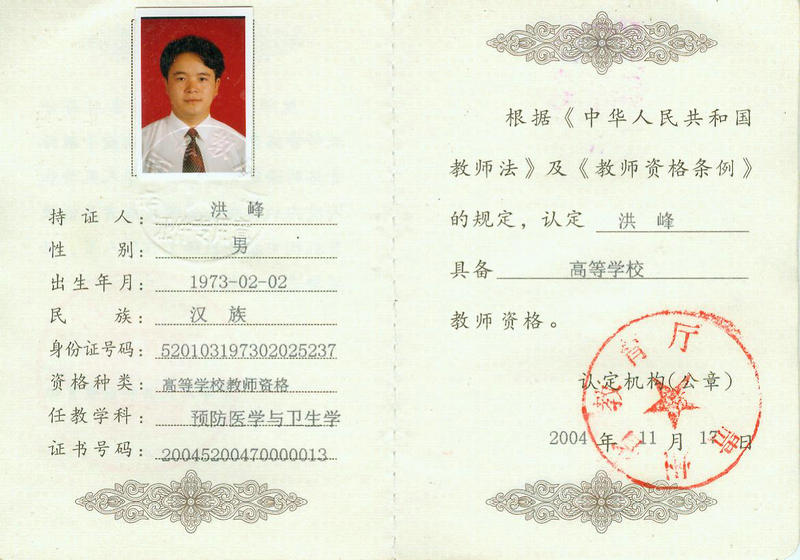 持证人：洪 峰
性 别：男
出生年月：1973-02-02
民 族：汉 族
身份证号码：520103197302025237
资格种类：高等学校教师资格
任教学科：预防医学与卫生学
证书号码：20045200470000013
根据《中华人民共和国
教师法》及《教师资格条例》
的规定，认定 洪 峰
具备 高等学校
教师资格。
认定机构(公章)
2004 年 11 月 日
教育厅